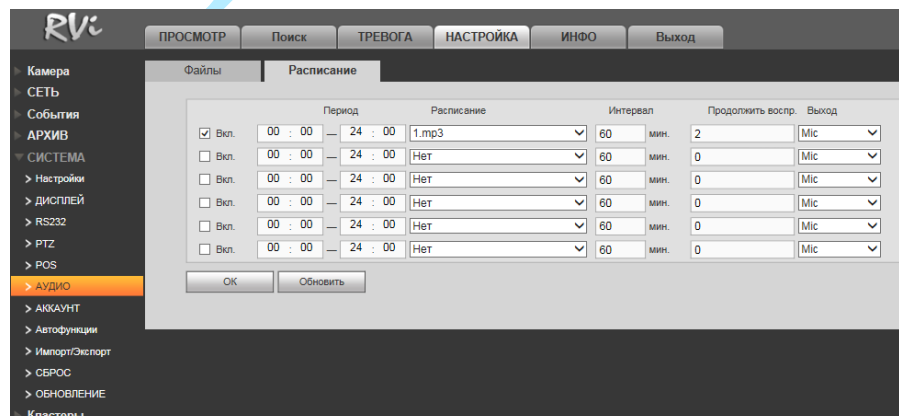 RVi
ПРОСМОТР Поиск ТРЕВОГА НАСТРОЙКА ИНФО Выход
Камера
СЕТЬ
События
АРХИВ
СИСТЕМА
> Настройки
> ДИСПЛЕЙ
> RS232
> PTZ
> POS
> АУДИО
> АККАУНТ
> Автофункции
> Импорт/Экспорт
> СБРОС
> ОБНОВЛЕНИЕ
Кластеры
Файлы Расписание
Период Расписание Интервал Продолжить воспр. Выход
Вкл. 00 : 00 — 24 : 00 1.mp3 60 мин. 2 Mic
Вкл. 00 : 00 — 24 : 00 Нет 60 мин. 0 Mic
Вкл. 00 : 00 — 24 : 00 Нет 60 мин. 0 Mic
Вкл. 00 : 00 — 24 : 00 Нет 60 мин. 0 Mic
Вкл. 00 : 00 — 24 : 00 Нет 60 мин. 0 Mic
Вкл. 00 : 00 — 24 : 00 Нет 60 мин. 0 Mic
ОК Обновить